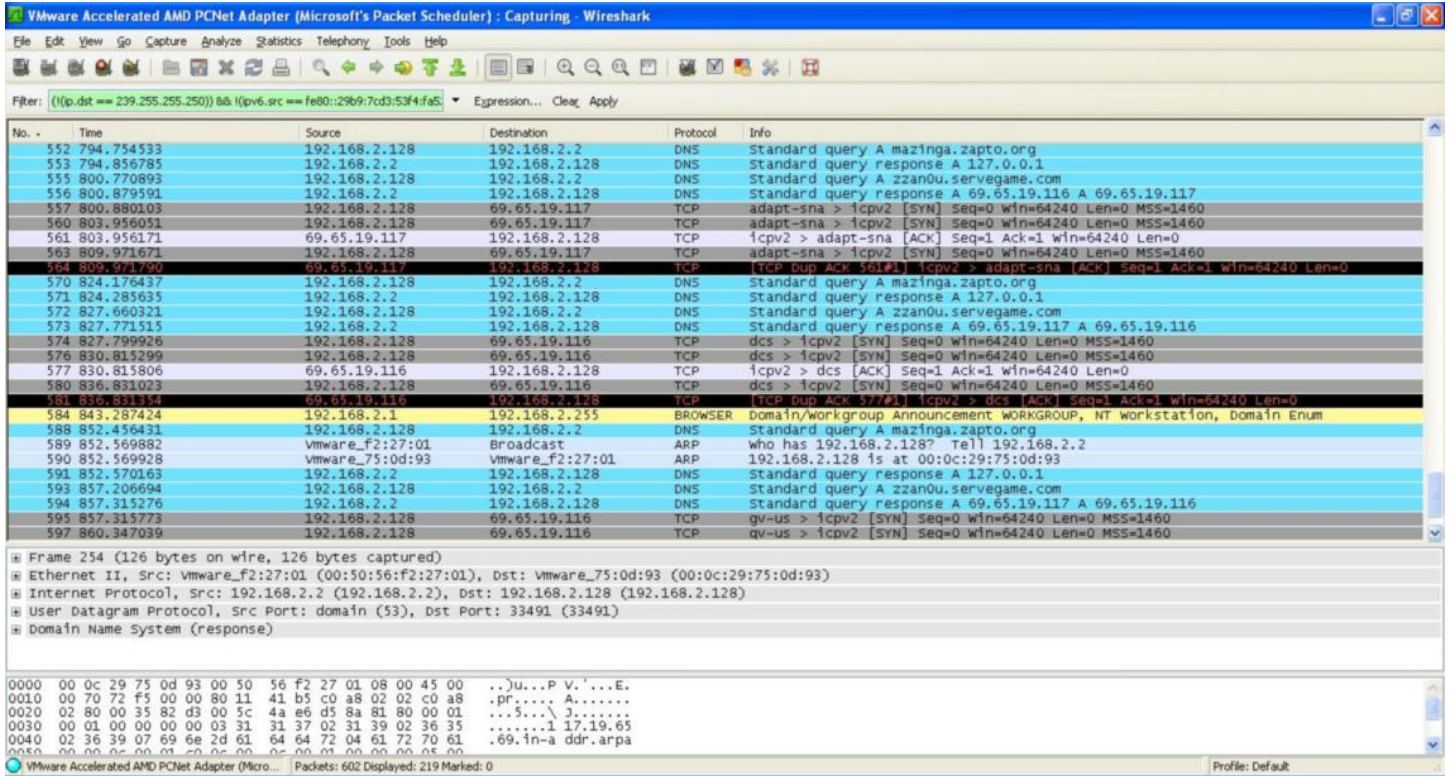 VMware Accelerated AMD PCNet Adapter (Microsoft's Packet Scheduler) : Capturing - Wireshark
File Edit View Go Capture Analyze Statistics Telephony Tools Help
Filter: (!(ip.dst == 239.255.255.250)) && !(ipv6.src == fe80::29b9:7cd3:53f4:fa5. Expression... Clear Apply
No. Time Source Destination Protocol Info
552 794.754533 192.168.2.128 192.168.2.2 DNS Standard query A mazinga.zapto.org
553 794.856785 192.168.2.2 192.168.2.128 DNS Standard query response A 127.0.0.1
555 800.770893 192.168.2.128 192.168.2.2 DNS Standard query A zzan0u.servegame.com
556 800.879591 192.168.2.2 192.168.2.128 DNS Standard query response A 69.65.19.116 A 69.65.19.117
557 800.880103 192.168.2.128 69.65.19.117 TCP adapt-sna > icpv2 [SYN] Seq=0 Win=64240 Len=0 MSS=1460
560 803.956051 192.168.2.128 69.65.19.117 TCP adapt-sna > icpv2 [SYN] Seq=0 Win=64240 Len=0 MSS=1460
561 803.956171 69.65.19.117 192.168.2.128 TCP icpv2 > adapt-sna [ACK] Seq=1 Ack=1 Win=64240 Len=0
563 809.971671 192.168.2.128 69.65.19.117 TCP adapt-sna > icpv2 [SYN] Seq=0 Win=64240 Len=0 MSS=1460
564 809.971790 69.65.19.117 192.168.2.128 TCP [TCP Dup ACK 561#1] icpv2 > adapt-sna [ACK] Seq=1 Ack=1 Win=64240 Len=0
570 824.176437 192.168.2.128 192.168.2.2 DNS Standard query A mazinga.zapto.org
571 824.285635 192.168.2.2 192.168.2.128 DNS Standard query response A 127.0.0.1
572 827.660321 192.168.2.128 192.168.2.2 DNS Standard query A zzan0u.servegame.com
573 827.771515 192.168.2.2 192.168.2.128 DNS Standard query response A 69.65.19.117 A 69.65.19.116
574 827.799926 192.168.2.128 69.65.19.116 TCP dcs > icpv2 [SYN] Seq=0 Win=64240 Len=0 MSS=1460
576 830.815299 192.168.2.128 69.65.19.116 TCP dcs > icpv2 [SYN] Seq=0 Win=64240 Len=0 MSS=1460
577 830.815806 69.65.19.116 192.168.2.128 TCP icpv2 > dcs [ACK] Seq=1 Ack=1 Win=64240 Len=0
580 836.831023 192.168.2.128 69.65.19.116 TCP dcs > icpv2 [SYN] Seq=0 Win=64240 Len=0 MSS=1460
581 836.831354 69.65.19.116 192.168.2.128 TCP [TCP Dup ACK 577#1] icpv2 > dcs [ACK] Seq=1 Ack=1 Win=64240 Len=0
584 843.287424 192.168.2.1 192.168.2.255 BROWSER Domain/Workgroup Announcement WORKGROUP, NT Workstation, Domain Enum
588 852.456431 192.168.2.128 192.168.2.2 DNS Standard query A mazinga.zapto.org
589 852.569882 Vmware_f2:27:01 Broadcast ARP Who has 192.168.2.128? Tell 192.168.2.2
590 852.569928 Vmware_75:0d:93 Vmware_f2:27:01 ARP 192.168.2.128 is at 00:0c:29:75:0d:93
591 852.570163 192.168.2.2 192.168.2.128 DNS Standard query response A 127.0.0.1
593 857.206694 192.168.2.128 192.168.2.2 DNS Standard query A zzan0u.servegame.com
594 857.315276 192.168.2.2 192.168.2.128 DNS Standard query response A 69.65.19.117 A 69.65.19.116
595 857.315773 192.168.2.128 69.65.19.116 TCP gv-us > icpv2 [SYN] Seq=0 Win=64240 Len=0 MSS=1460
597 860.347039 192.168.2.128 69.65.19.116 TCP gv-us > icpv2 [SYN] Seq=0 Win=64240 Len=0 MSS=1460
Frame 254 (126 bytes on wire, 126 bytes captured)
Ethernet II, Src: Vmware_f2:27:01 (00:50:56:f2:27:01), Dst: Vmware_75:0d:93 (00:0c:29:75:0d:93)
Internet Protocol, Src: 192.168.2.2 (192.168.2.2), Dst: 192.168.2.128 (192.168.2.128)
User Datagram Protocol, Src Port: domain (53), Dst Port: 33491 (33491)
Domain Name System (response)
0000 00 0c 29 75 0d 93 00 50 56 f2 27 01 08 00 45 00 ..)u...P V.'...E.
0010 00 70 72 f5 00 00 80 11 41 b5 c0 a8 02 02 c0 a8 .pr..... A.......
0020 02 80 00 35 82 d3 00 5c 4a e6 d5 8a 81 80 00 01 ...5...\ J.......
0030 00 01 00 00 00 00 03 31 31 37 02 31 39 02 36 35 .......1 17.19.65
0040 02 36 39 07 69 6e 2d 61 64 64 72 04 61 72 70 61 .69.in-a ddr.arpa
VMware Accelerated AMD PCNet Adapter (Micro... Packets: 602 Displayed: 219 Marked: 0 Profile: Default